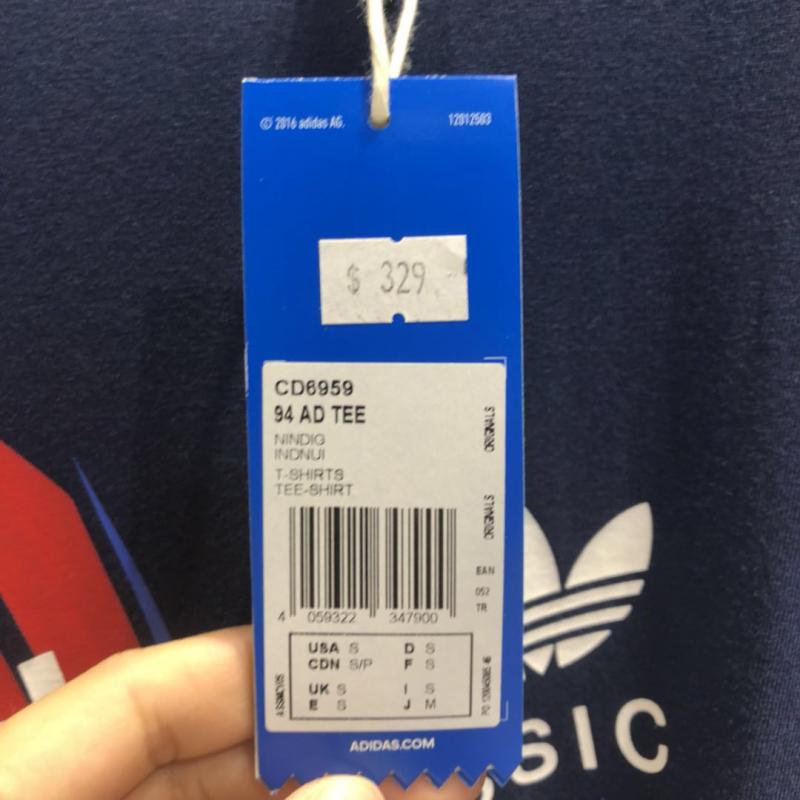 © 2016 adidas AG.
12012503
$ 329
CD6959
94 AD TEE
NINDIG
INDNUI
T-SHIRTS
TEE-SHIRT
ORIGINALS
ORIGINALS
EAN
052
TR
4 059322 347900
USA S D S
CDN S/P F S
UK S I S
E S J M
ADIDAS.COM
SIC